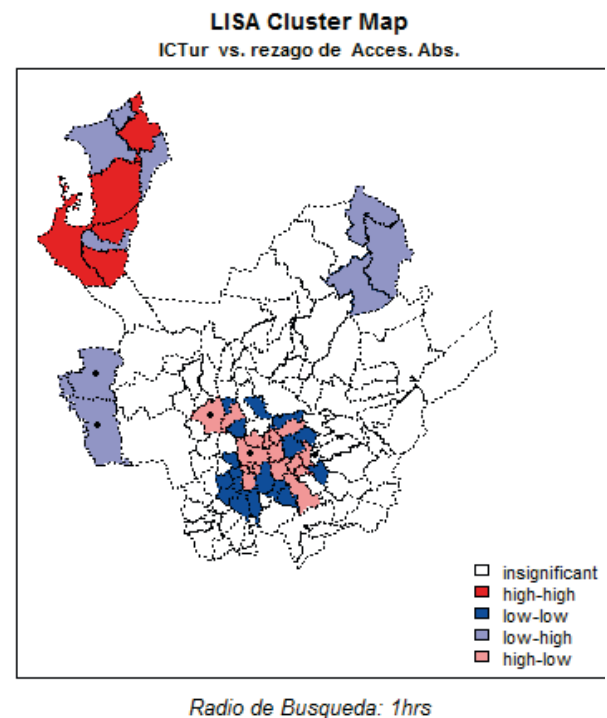 LISA Cluster Map
ICTur vs. rezago de Acces. Abs.
insignificant
high-high
low-low
low-high
high-low
Radio de Busqueda: 1hrs